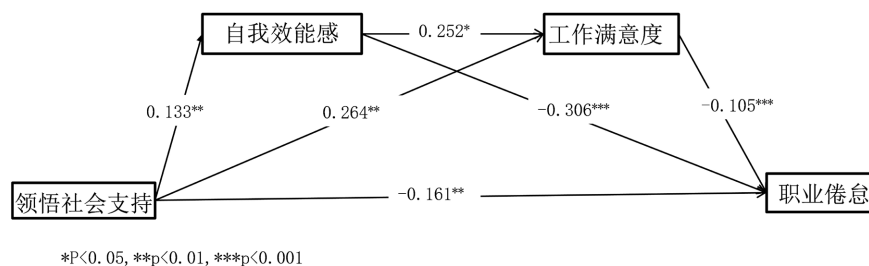 自我效能感
0.252*
工作满意度
0.133**
0.264**
-0.306***
-0.105***
领悟社会支持
-0.161**
职业倦怠
*P<0.05,**p<0.01,***p<0.001